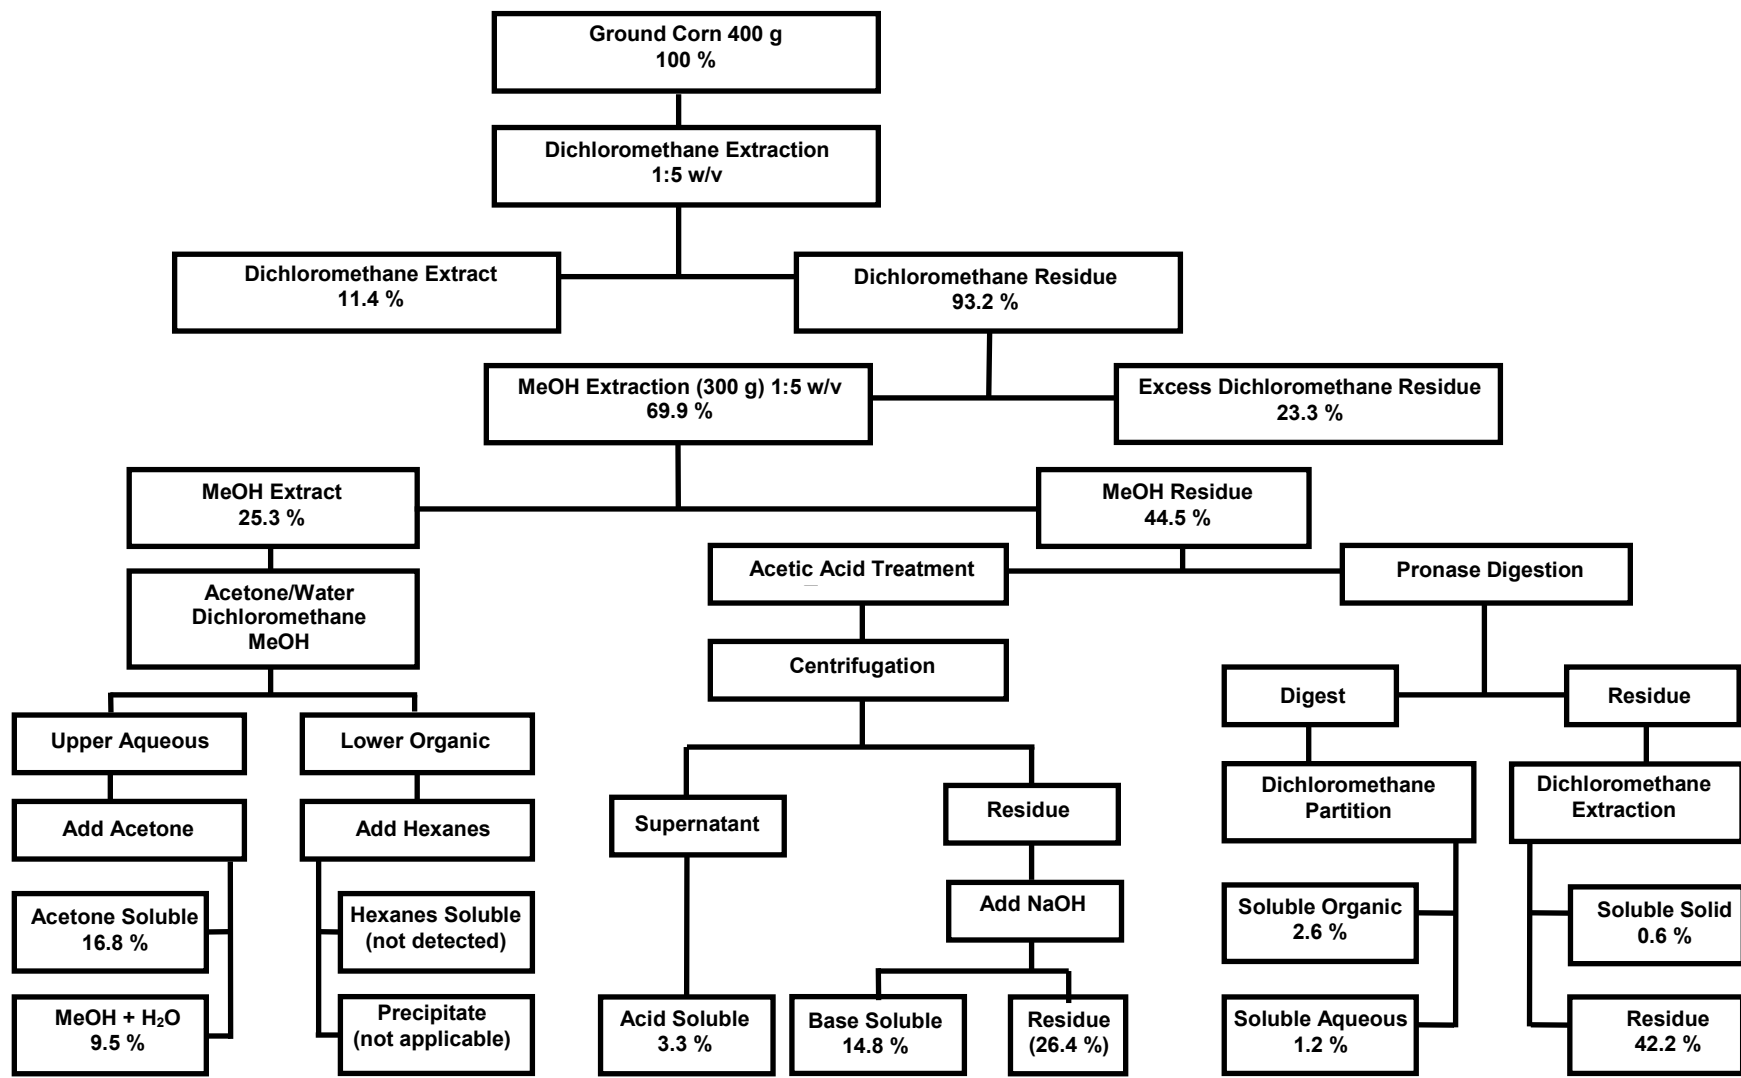 Ground Corn 400 g
100 %
Dichloromethane Extraction
1:5 w/v
Dichloromethane Extract
11.4 %
Dichloromethane Residue
93.2 %
MeOH Extraction (300 g) 1:5 w/v
69.9 %
Excess Dichloromethane Residue
23.3 %
MeOH Extract
25.3 %
MeOH Residue
44.5 %
Acetone/Water
Dichloromethane
MeOH
Acetic Acid Treatment
Pronase Digestion
Centrifugation
Digest
Residue
Upper Aqueous
Lower Organic
Dichloromethane
Partition
Dichloromethane
Extraction
Add Acetone
Add Hexanes
Supernatant
Residue
Add NaOH
Acetone Soluble
16.8 %
Hexanes Soluble
(not detected)
Soluble Organic
2.6 %
Soluble Solid
0.6 %
MeOH + H₂O
9.5 %
Precipitate
(not applicable)
Acid Soluble
3.3 %
Base Soluble
14.8 %
Residue
(26.4 %)
Soluble Aqueous
1.2 %
Residue
42.2 %